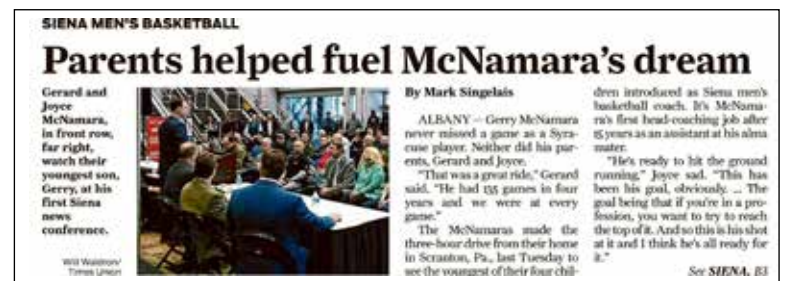 SIENA MEN'S BASKETBALL
Parents helped fuel McNamara's dream
Gerard and
Joyce
McNamara,
in front row,
far right,
watch their
youngest son,
Gerry, at his
first Siena
news
conference.
Will Waldron/
Times Union
By Mark Singelais
ALBANY — Gerry McNamara
never missed a game as a Syra-
cuse player. Neither did his par-
ents, Gerard and Joyce.
"That was a great ride," Gerard
said. "He had 135 games in four
years and we were at every
game."
The McNamaras made the
three-hour drive from their home
in Scranton, Pa., last Tuesday to
see the youngest of their four chil-
dren introduced as Siena men's
basketball coach. It's McNama-
ra's first head-coaching job after
15 years as an assistant at his alma
mater.
"He's ready to hit the ground
running," Joyce sad. "This has
been his goal, obviously. ... The
goal being that if you're in a pro-
fession, you want to try to reach
the top of it. And so this is his shot
at it and I think he's all ready for
it."
See SIENA, B3